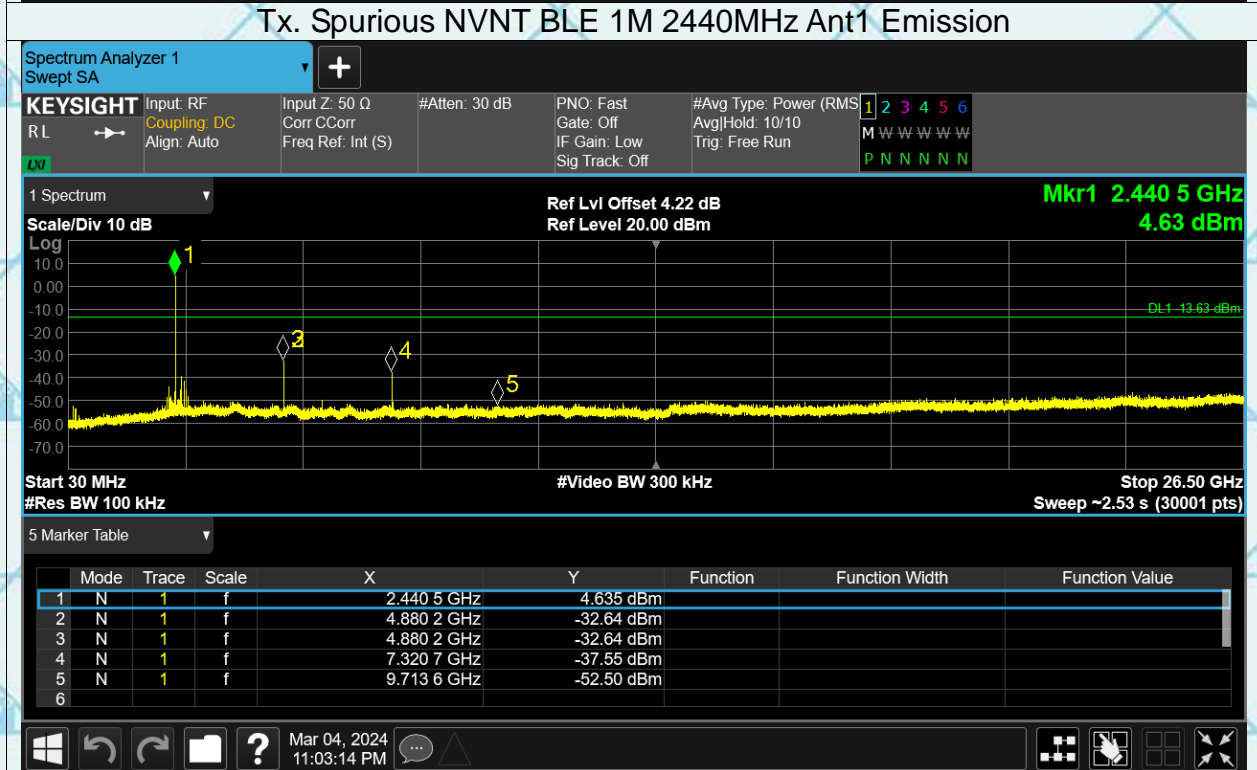 Tx. Spurious NVNT BLE 1M 2440MHz Ant1 Emission
Spectrum Analyzer 1
Swept SA
KEYSIGHT
R L
LXI
Input: RF
Coupling: DC
Align: Auto
Input Z: 50 Ω
Corr CCorr
Freq Ref: Int (S)
#Atten: 30 dB
PNO: Fast
Gate: Off
IF Gain: Low
Sig Track: Off
#Avg Type: Power (RMS
Avg|Hold: 10/10
Trig: Free Run
1 2 3 4 5 6
M W W W W W
P N N N N N
1 Spectrum
Scale/Div 10 dB
Ref Lvl Offset 4.22 dB
Ref Level 20.00 dBm
Mkr1 2.440 5 GHz
4.63 dBm
Log
10.0
0.00
-10.0
-20.0
-30.0
-40.0
-50.0
-60.0
-70.0
1
3
4
5
DL1 -13.63 dBm
Start 30 MHz
#Res BW 100 kHz
#Video BW 300 kHz
Stop 26.50 GHz
Sweep ~2.53 s (30001 pts)
5 Marker Table
Mode Trace Scale X Y Function Function Width Function Value
1 N 1 f 2.440 5 GHz 4.635 dBm
2 N 1 f 4.880 2 GHz -32.64 dBm
3 N 1 f 4.880 2 GHz -32.64 dBm
4 N 1 f 7.320 7 GHz -37.55 dBm
5 N 1 f 9.713 6 GHz -52.50 dBm
6
?
Mar 04, 2024
11:03:14 PM